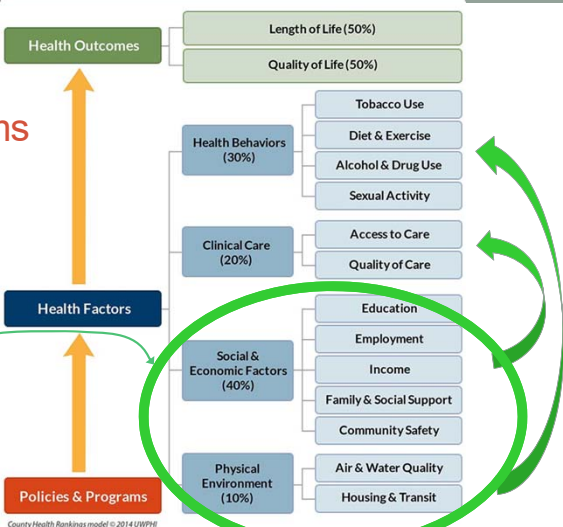 Health Outcomes
Length of Life (50%)
Quality of Life (50%)
ns
Health Behaviors
(30%)
Tobacco Use
Diet & Exercise
Alcohol & Drug Use
Sexual Activity
Clinical Care
(20%)
Access to Care
Quality of Care
Health Factors
Social &
Economic Factors
(40%)
Education
Employment
Income
Family & Social Support
Community Safety
Physical
Environment
(10%)
Air & Water Quality
Housing & Transit
Policies & Programs
County Health Rankings model © 2014 UWPHI